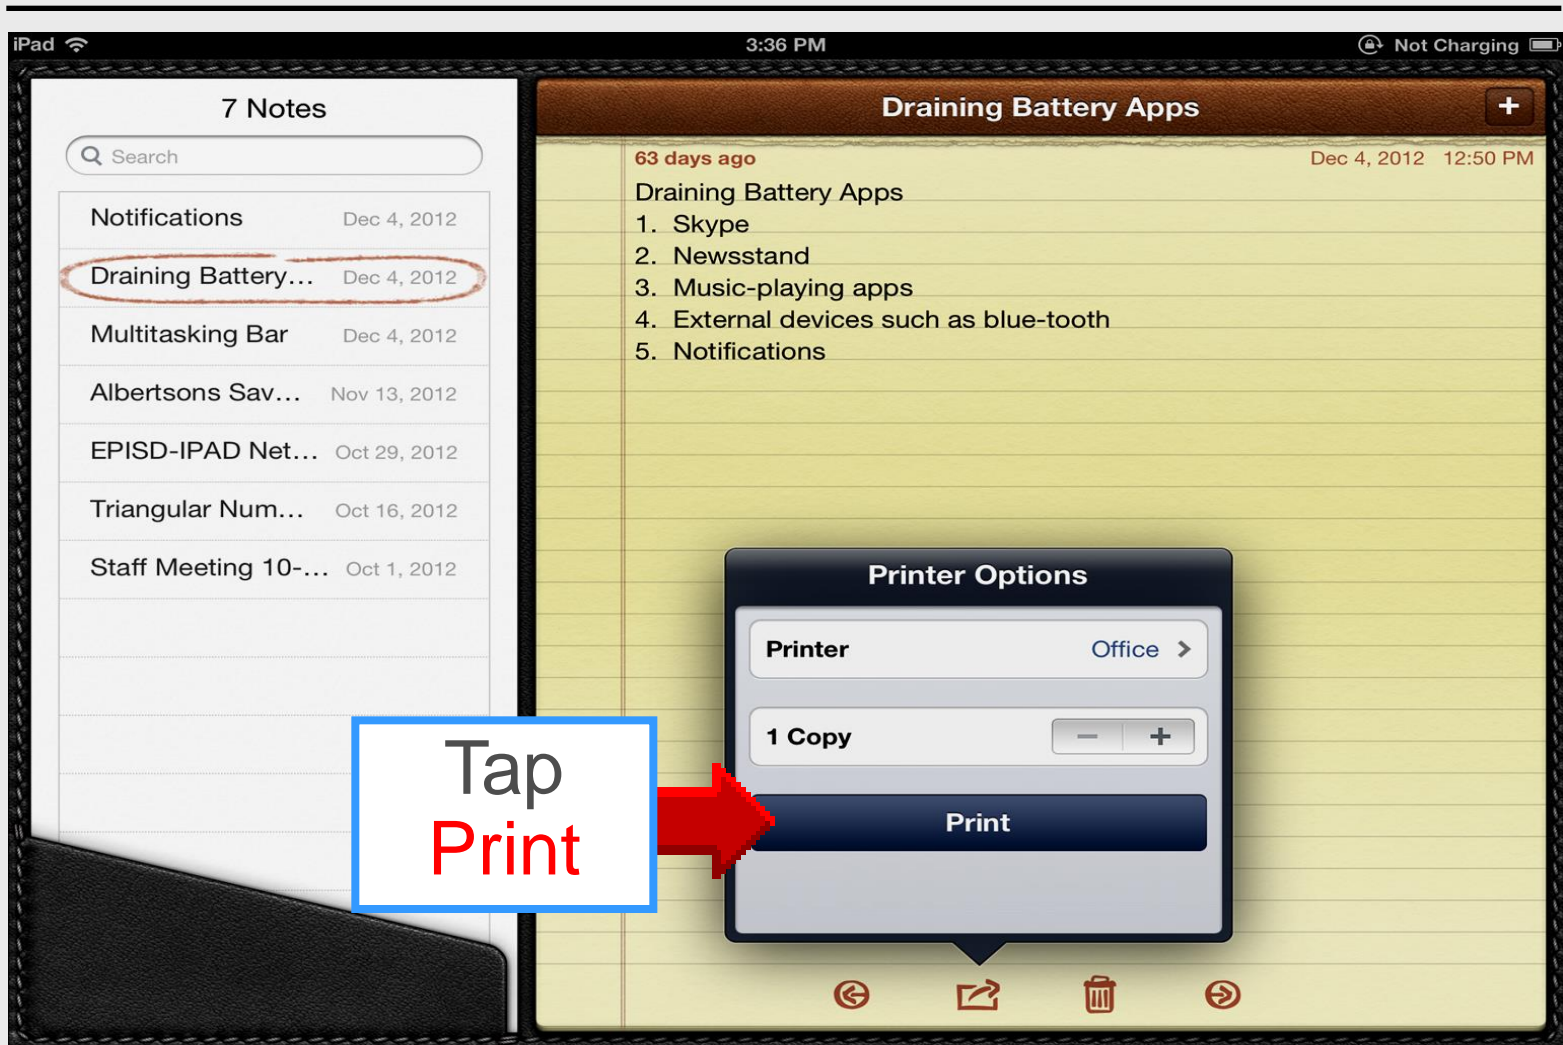 iPad 3:36 PM Not Charging
7 Notes
Search
Notifications Dec 4, 2012
Draining Battery... Dec 4, 2012
Multitasking Bar Dec 4, 2012
Albertsons Sav... Nov 13, 2012
EPISD-IPAD Net... Oct 29, 2012
Triangular Num... Oct 16, 2012
Staff Meeting 10-... Oct 1, 2012
Draining Battery Apps +
63 days ago Dec 4, 2012 12:50 PM
Draining Battery Apps
1. Skype
2. Newsstand
3. Music-playing apps
4. External devices such as blue-tooth
5. Notifications
Printer Options
Printer Office >
1 Copy - +
Print
Tap
Print